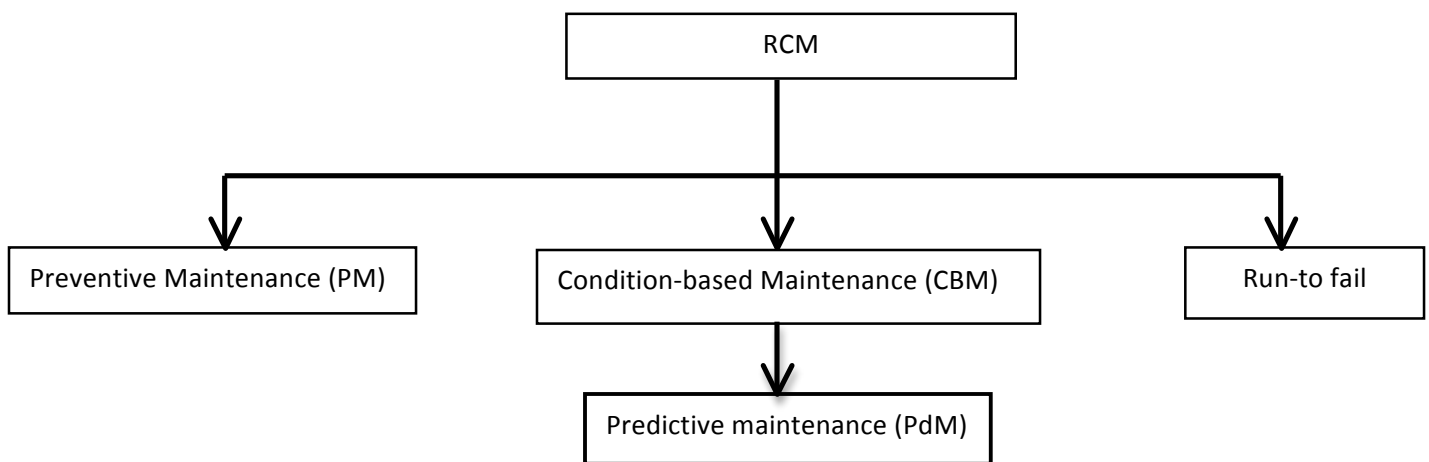 RCM
Preventive Maintenance (PM)
Condition-based Maintenance (CBM)
Run-to fail
Predictive maintenance (PdM)